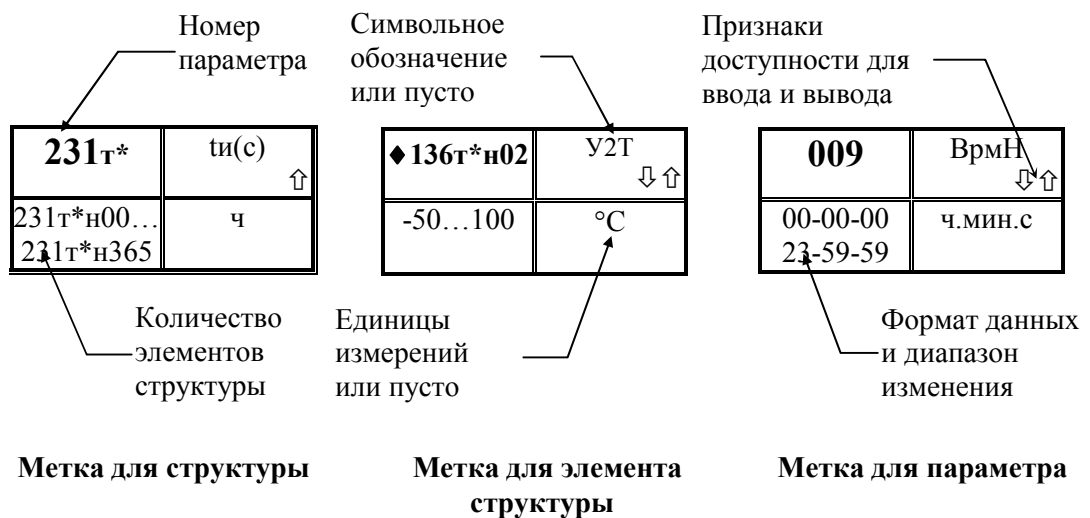 Номер
параметра
Символьное
обозначение
или пусто
Признаки
доступности для
ввода и вывода
231т* tи(с)
⇧
231т*н00… ч
231т*н365
♦136т*н02 У2Т
⇩⇧
-50…100 °С
009 ВрмН
⇩⇧
00-00-00 ч.мин.с
23-59-59
Количество
элементов
структуры
Единицы
измерений
или пусто
Формат данных
и диапазон
изменения
Метка для структуры
Метка для элемента
структуры
Метка для параметра